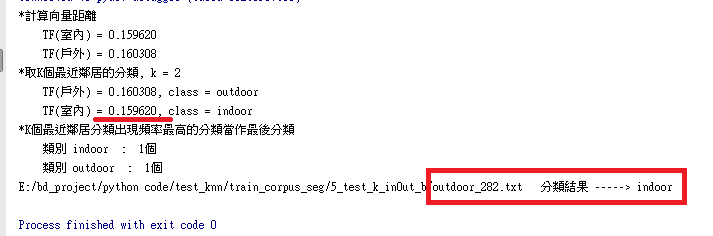 *計算向量距離
TF(室內) = 0.159620
TF(戶外) = 0.160308
*取K個最近鄰居的分類, k = 2
TF(戶外) = 0.160308, class = outdoor
TF(室內) = 0.159620, class = indoor
*K個最近鄰居分類出現頻率最高的分類當作最後分類
類別 indoor : 1個
類別 outdoor : 1個
E:/bd_project/python code/test_knn/train_corpus_seg/5_test_k_inOut_b/outdoor_282.txt 分類結果 -----> indoor
Process finished with exit code 0